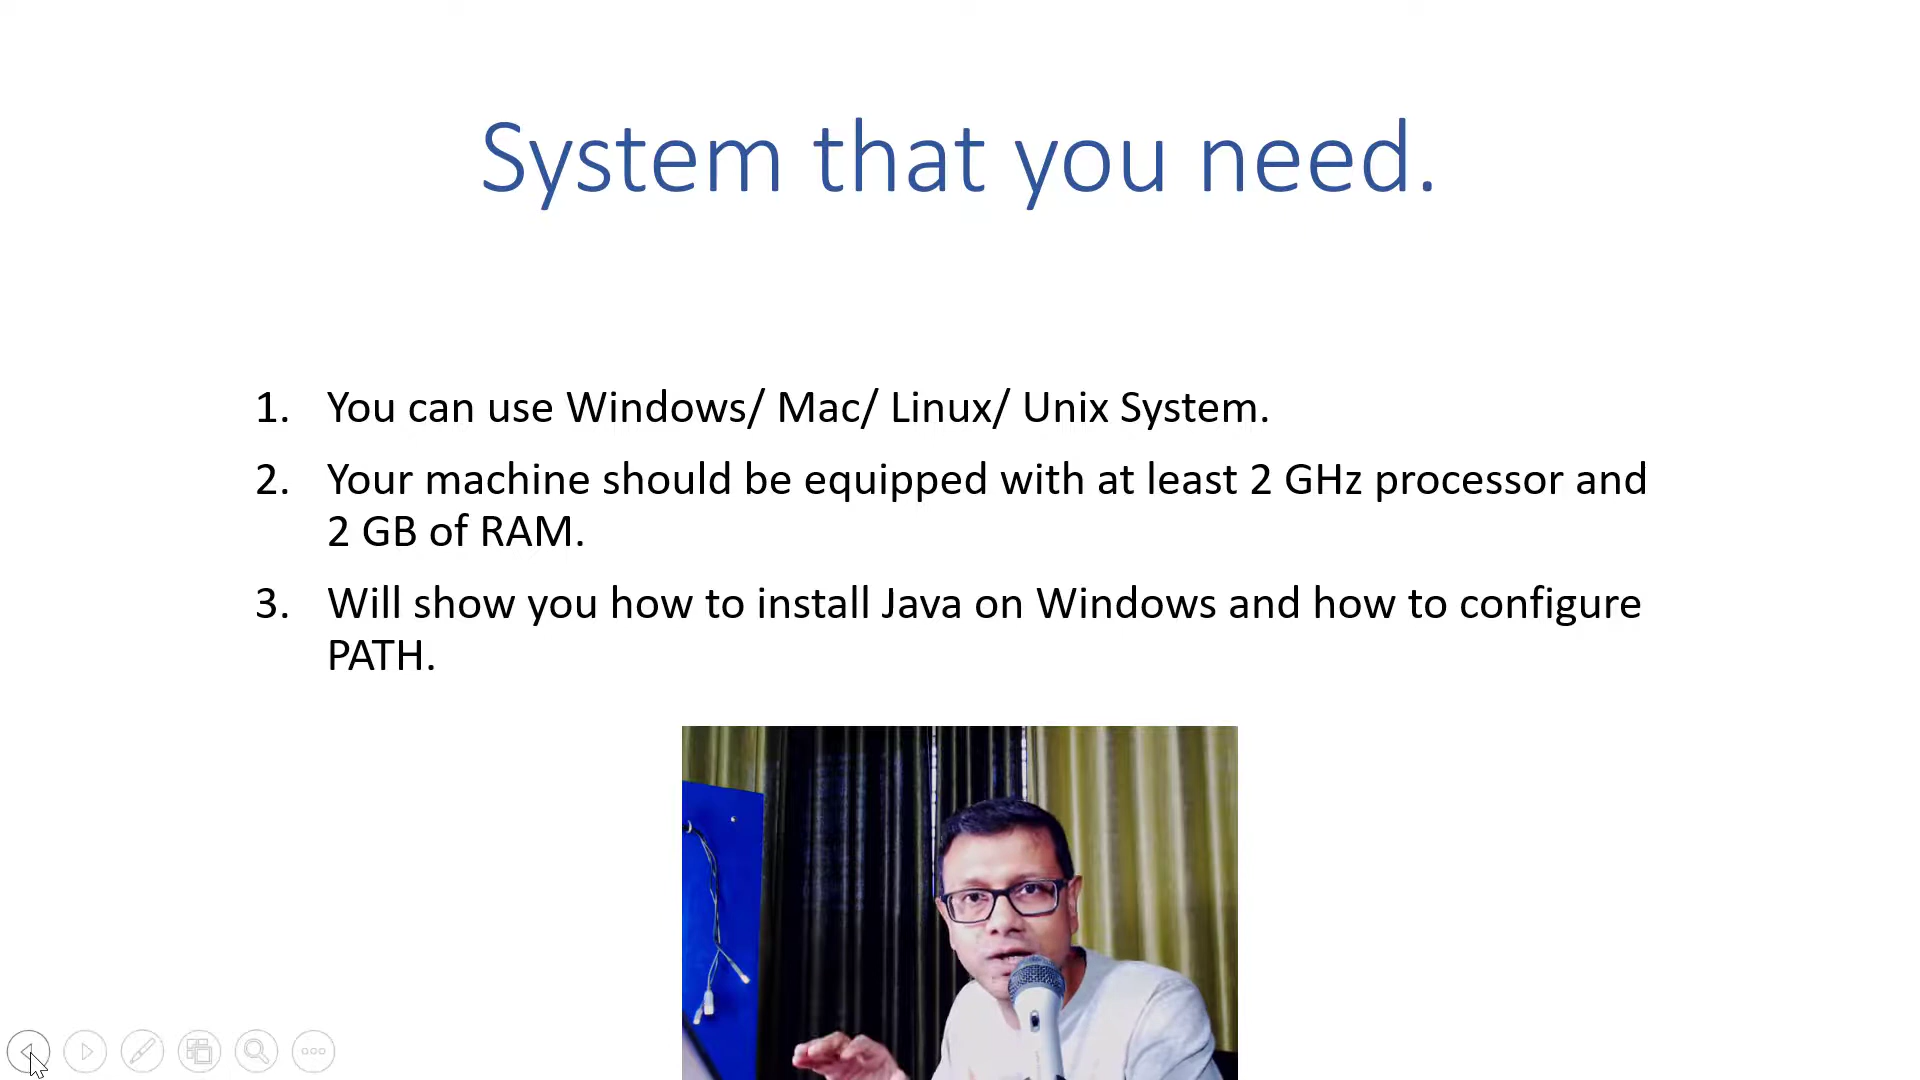 System that you need.
1. You can use Windows/ Mac/ Linux/ Unix System.
2. Your machine should be equipped with at least 2 GHz processor and
2 GB of RAM.
3. Will show you how to install Java on Windows and how to configure
PATH.